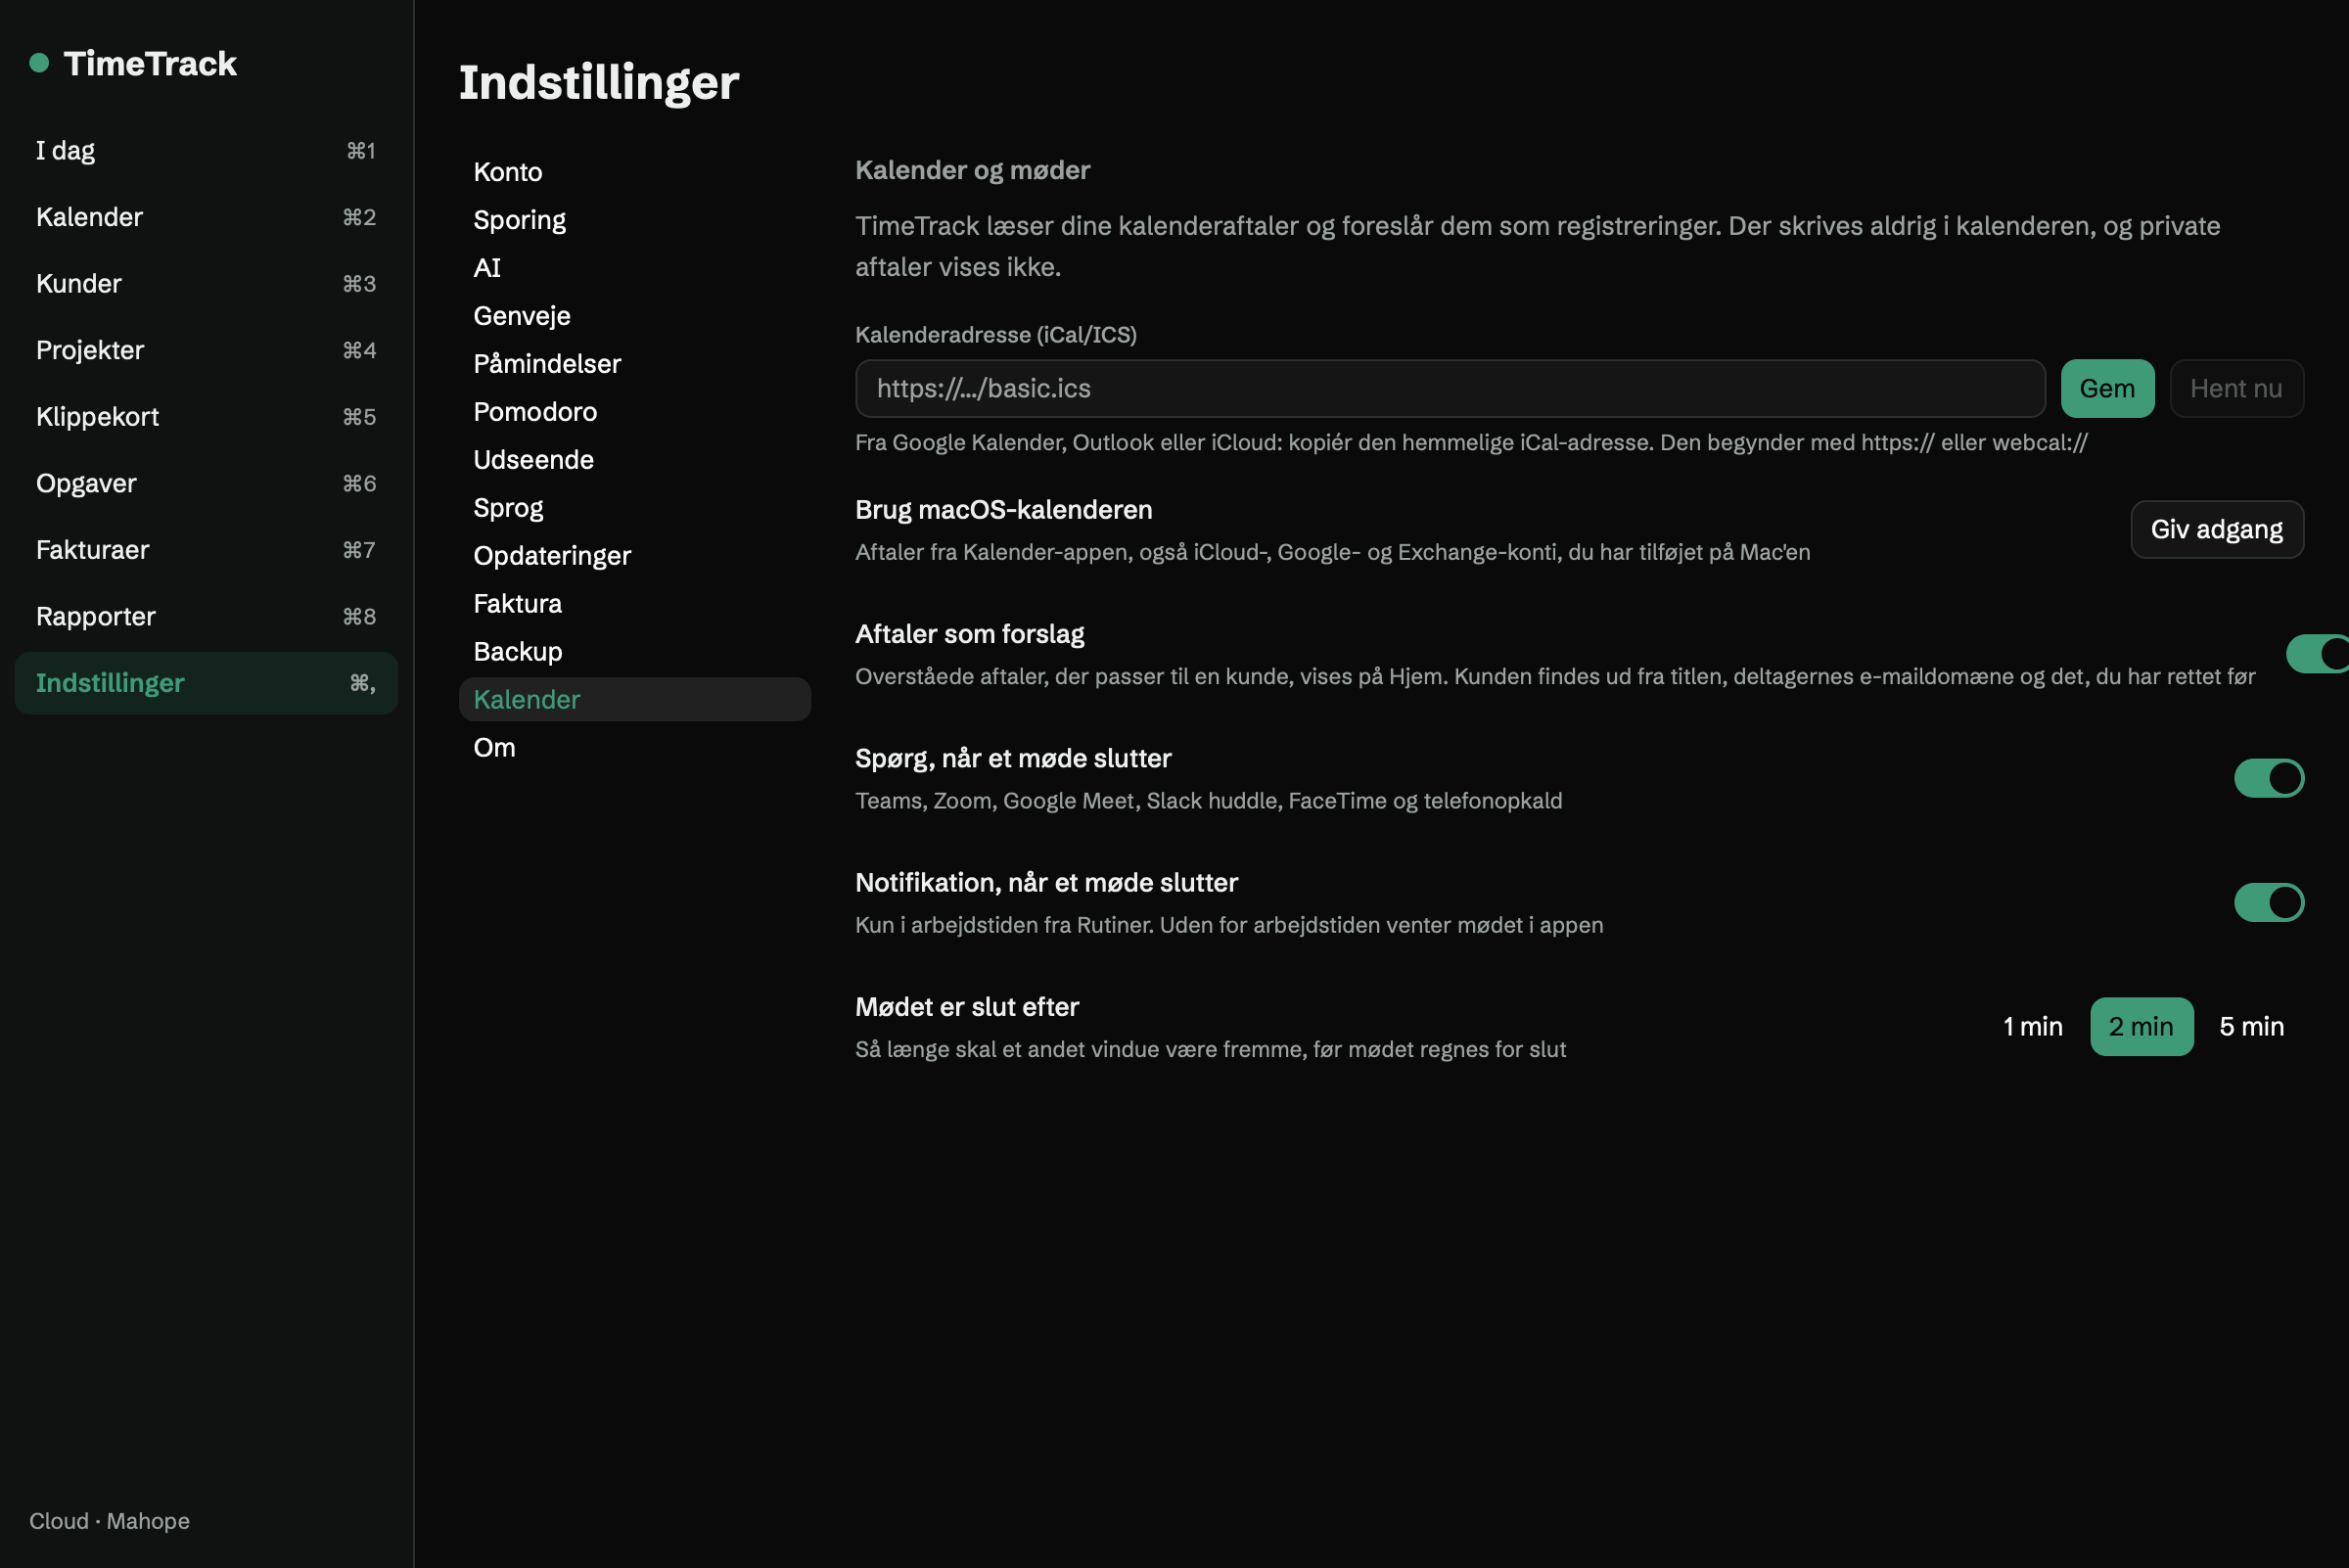 TimeTrack
I dag ⌘1
Kalender ⌘2
Kunder ⌘3
Projekter ⌘4
Klippekort ⌘5
Opgaver ⌘6
Fakturaer ⌘7
Rapporter ⌘8
Indstillinger ⌘,
Cloud · Mahope
Indstillinger
Konto
Sporing
AI
Genveje
Påmindelser
Pomodoro
Udseende
Sprog
Opdateringer
Faktura
Backup
Kalender
Om
Kalender og møder
TimeTrack læser dine kalenderaftaler og foreslår dem som registreringer. Der skrives aldrig i kalenderen, og private
aftaler vises ikke.
Kalenderadresse (iCal/ICS)
https://.../basic.ics Gem Hent nu
Fra Google Kalender, Outlook eller iCloud: kopiér den hemmelige iCal-adresse. Den begynder med https:// eller webcal://
Brug macOS-kalenderen
Aftaler fra Kalender-appen, også iCloud-, Google- og Exchange-konti, du har tilføjet på Mac'en
Giv adgang
Aftaler som forslag
Overståede aftaler, der passer til en kunde, vises på Hjem. Kunden findes ud fra titlen, deltagernes e-maildomæne og det, du har rettet før
Spørg, når et møde slutter
Teams, Zoom, Google Meet, Slack huddle, FaceTime og telefonopkald
Notifikation, når et møde slutter
Kun i arbejdstiden fra Rutiner. Uden for arbejdstiden venter mødet i appen
Mødet er slut efter
Så længe skal et andet vindue være fremme, før mødet regnes for slut
1 min 2 min 5 min